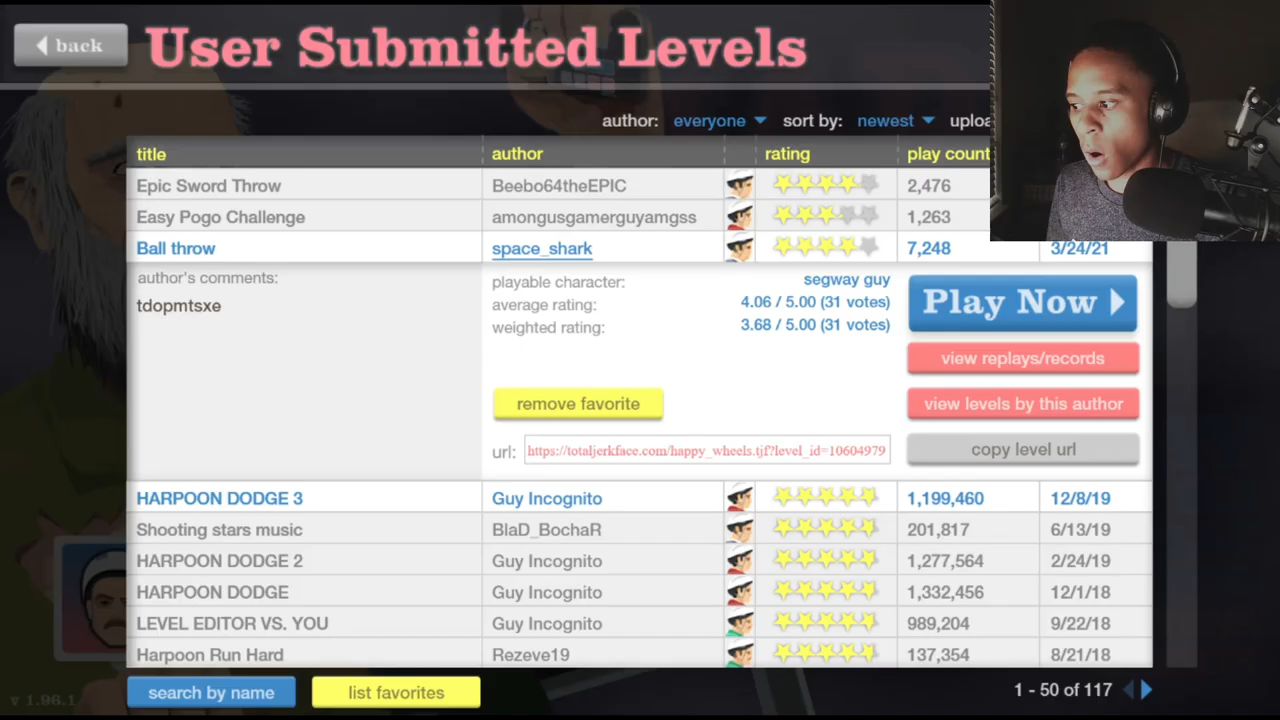 back
User Submitted Levels
author: everyone sort by: newest uploa
title author rating play count
Epic Sword Throw Beebo64theEPIC 2,476
Easy Pogo Challenge amongusgamerguyamgss 1,263
Ball throw space_shark 7,248 3/24/21
author's comments:
tdopmtsxe
playable character: segway guy
average rating: 4.06 / 5.00 (31 votes)
weighted rating: 3.68 / 5.00 (31 votes)
Play Now
view replays/records
remove favorite
view levels by this author
url: https://totaljerkface.com/happy_wheels.tjf?level_id=10604979
copy level url
HARPOON DODGE 3 Guy Incognito 1,199,460 12/8/19
Shooting stars music BlaD_BochaR 201,817 6/13/19
HARPOON DODGE 2 Guy Incognito 1,277,564 2/24/19
HARPOON DODGE Guy Incognito 1,332,456 12/1/18
LEVEL EDITOR VS. YOU Guy Incognito 989,204 9/22/18
Harpoon Run Hard Rezeve19 137,354 8/21/18
v 1.96.1
search by name
list favorites
1 - 50 of 117